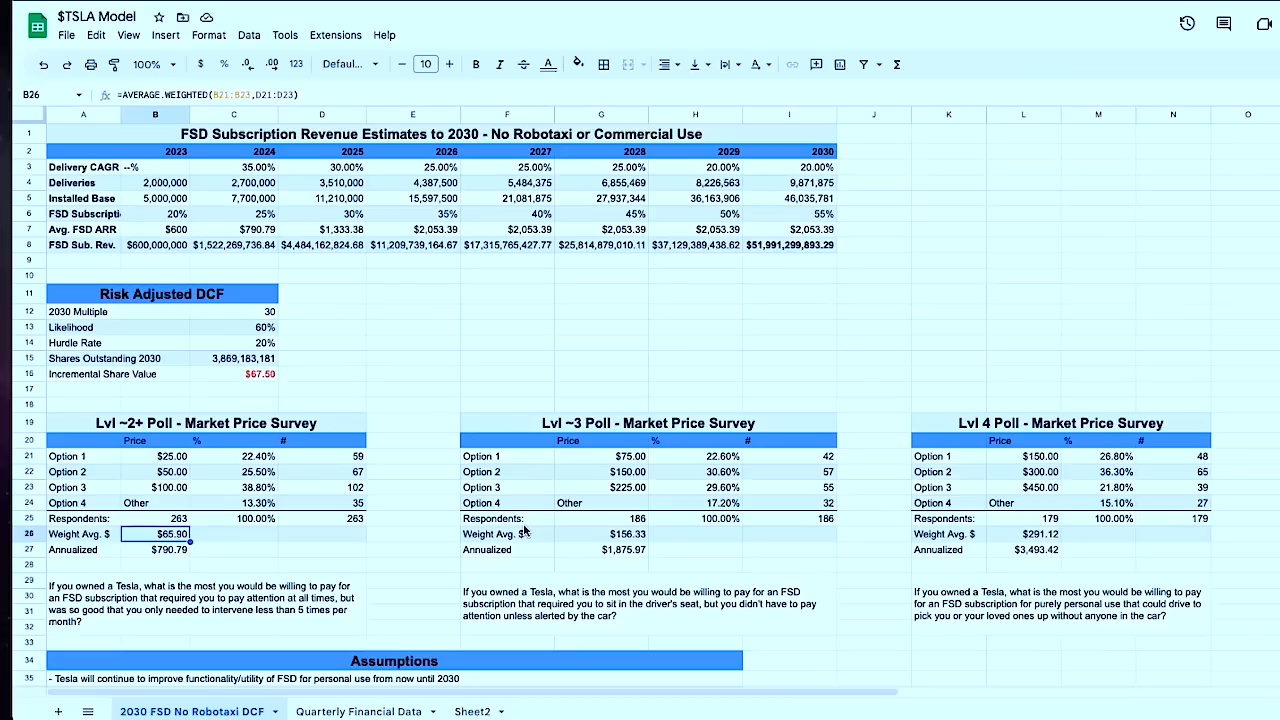 $TSLA Model
File Edit View Insert Format Data Tools Extensions Help
100% $ % .0 .00 123 Defaul... 10 B I S A
B26 fx =AVERAGE.WEIGHTED(B21:B23,D21:D23)
A B C D E F G H I J K L M N O
1 FSD Subscription Revenue Estimates to 2030 - No Robotaxi or Commercial Use
2 2023 2024 2025 2026 2027 2028 2029 2030
3 Delivery CAGR --% 35.00% 30.00% 25.00% 25.00% 25.00% 20.00% 20.00%
4 Deliveries 2,000,000 2,700,000 3,510,000 4,387,500 5,484,375 6,855,469 8,226,563 9,871,875
5 Installed Base 5,000,000 7,700,000 11,210,000 15,597,500 21,081,875 27,937,344 36,163,906 46,035,781
6 FSD Subscripti 20% 25% 30% 35% 40% 45% 50% 55%
7 Avg. FSD ARR $600 $790.79 $1,333.38 $2,053.39 $2,053.39 $2,053.39 $2,053.39 $2,053.39
8 FSD Sub. Rev. $600,000,000 $1,522,269,736.84 $4,484,162,824.68 $11,209,739,164.67 $17,315,765,427.77 $25,814,879,010.11 $37,129,389,438.62 $51,991,299,893.29
9
10
11 Risk Adjusted DCF
12 2030 Multiple 30
13 Likelihood 60%
14 Hurdle Rate 20%
15 Shares Outstanding 2030 3,869,183,181
16 Incremental Share Value $67.50
17
18
19 Lvl ~2+ Poll - Market Price Survey Lvl ~3 Poll - Market Price Survey Lvl 4 Poll - Market Price Survey
20 Price % # Price % # Price % #
21 Option 1 $25.00 22.40% 59 Option 1 $75.00 22.60% 42 Option 1 $150.00 26.80% 48
22 Option 2 $50.00 25.50% 67 Option 2 $150.00 30.60% 57 Option 2 $300.00 36.30% 65
23 Option 3 $100.00 38.80% 102 Option 3 $225.00 29.60% 55 Option 3 $450.00 21.80% 39
24 Option 4 Other 13.30% 35 Option 4 Other 17.20% 32 Option 4 Other 15.10% 27
25 Respondents: 263 100.00% 263 Respondents: 186 100.00% 186 Respondents: 179 100.00% 179
26 Weight Avg. $ $65.90 Weight Avg. $ $156.33 Weight Avg. $ $291.12
27 Annualized $790.79 Annualized $1,875.97 Annualized $3,493.42
28
29
30
31
32
If you owned a Tesla, what is the most you would be willing to pay for
an FSD subscription that required you to pay attention at all times, but
was so good that you only needed to intervene less than 5 times per
month?
If you owned a Tesla, what is the most you would be willing to pay for an FSD
subscription that required you to sit in the driver's seat, but you didn't have to pay
attention unless alerted by the car?
If you owned a Tesla, what is the most you would be willing to pay
for an FSD subscription for purely personal use that could drive to
pick you or your loved ones up without anyone in the car?
33
34 Assumptions
35 - Tesla will continue to improve functionality/utility of FSD for personal use from now until 2030
2030 FSD No Robotaxi DCF Quarterly Financial Data Sheet2